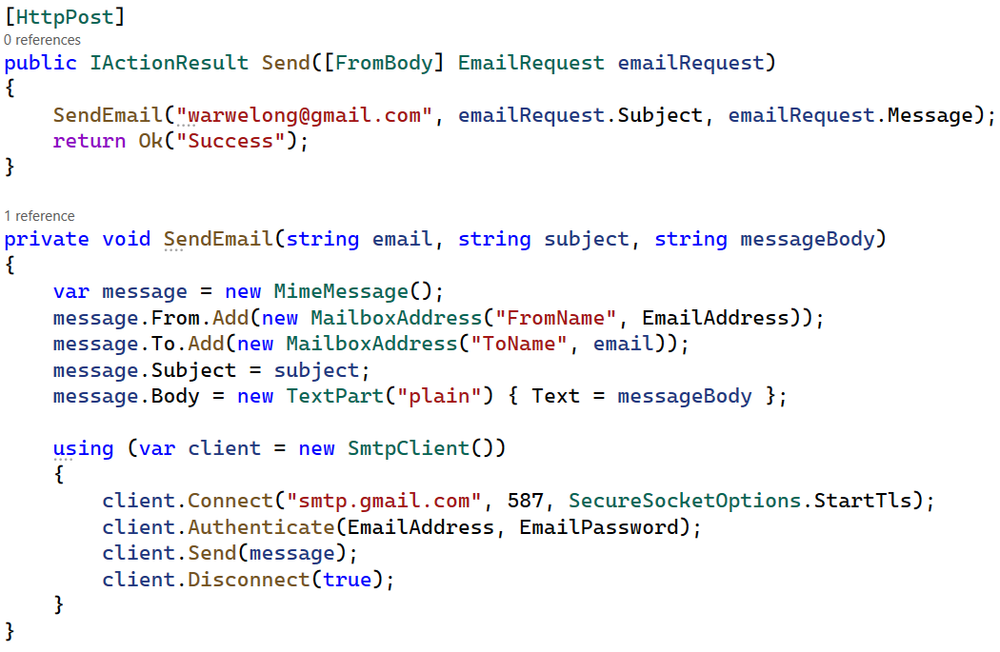 [HttpPost]
0 references
public IActionResult Send([FromBody] EmailRequest emailRequest)
{
    SendEmail("warwelong@gmail.com", emailRequest.Subject, emailRequest.Message);
    return Ok("Success");
}
1 reference
private void SendEmail(string email, string subject, string messageBody)
{
    var message = new MimeMessage();
    message.From.Add(new MailboxAddress("FromName", EmailAddress));
    message.To.Add(new MailboxAddress("ToName", email));
    message.Subject = subject;
    message.Body = new TextPart("plain") { Text = messageBody };
    using (var client = new SmtpClient())
    {
        client.Connect("smtp.gmail.com", 587, SecureSocketOptions.StartTls);
        client.Authenticate(EmailAddress, EmailPassword);
        client.Send(message);
        client.Disconnect(true);
    }
}